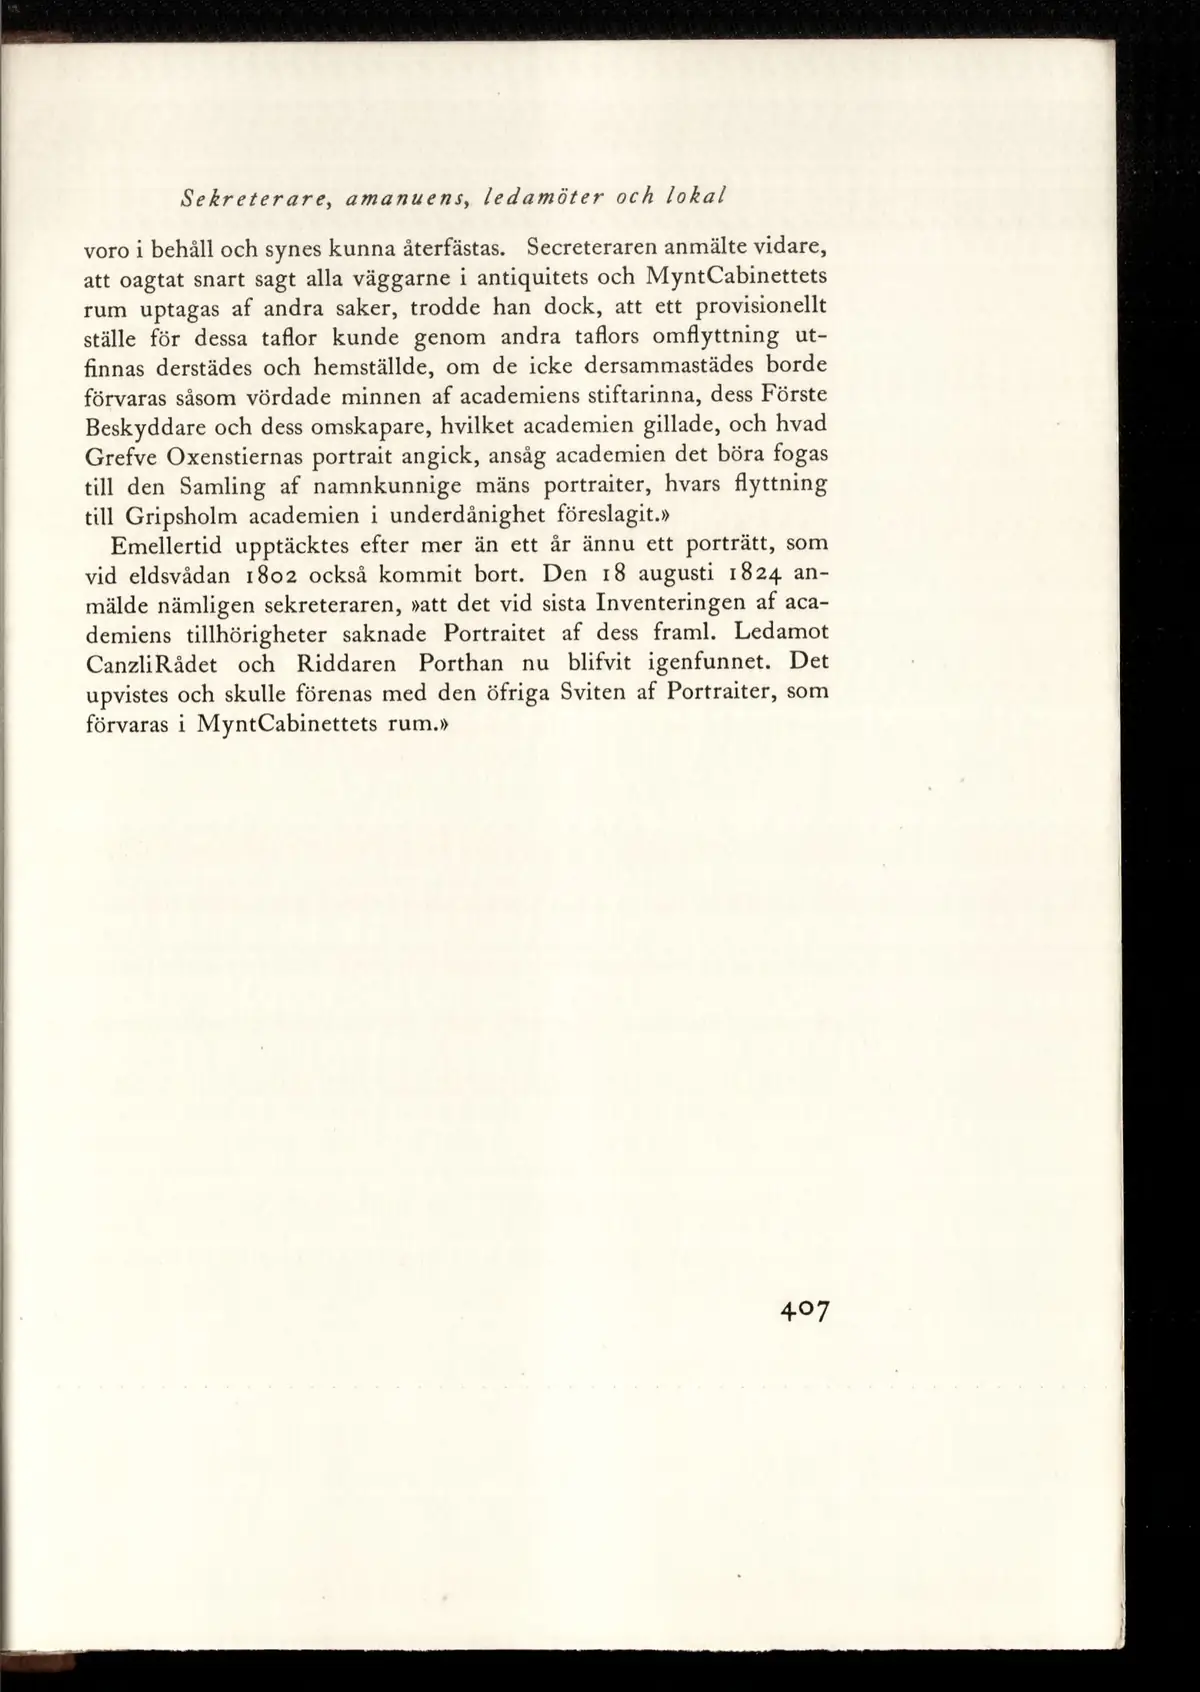 Sekreterare, amanuens, ledamöter och lokal
voro i behåll och synes kunna återfästas. Secreteraren anmälte vidare,
att oagtat snart sagt alla väggarne i antiquitets och MyntCabinettets
rum uptagas af andra saker, trodde han dock, att ett provisionellt
ställe för dessa taflor kunde genom andra taflors omflyttning ut-
finnas derstädes och hemställde, om de icke dersammastädes borde
förvaras såsom vördade minnen af academiens stiftarinna, dess Förste
Beskyddare och dess omskapare, hvilket academien gillade, och hvad
Grefve Oxenstiernas portrait angick, ansåg academien det böra fogas
till den Samling af namnkunnige mäns portraiter, hvars flyttning
till Gripsholm academien i underdånighet föreslagit.»
Emellertid upptäcktes efter mer än ett år ännu ett porträtt, som
vid eldsvådan 1802 också kommit bort. Den 18 augusti 1824 an-
mälde nämligen sekreteraren, »att det vid sista Inventeringen af aca-
demiens tillhörigheter saknade Portraitet af dess framl. Ledamot
CanzliRådet och Riddaren Porthan nu blifvit igenfunnet. Det
upvistes och skulle förenas med den öfriga Sviten af Portraiter, som
förvaras i MyntCabinettets rum.»
407